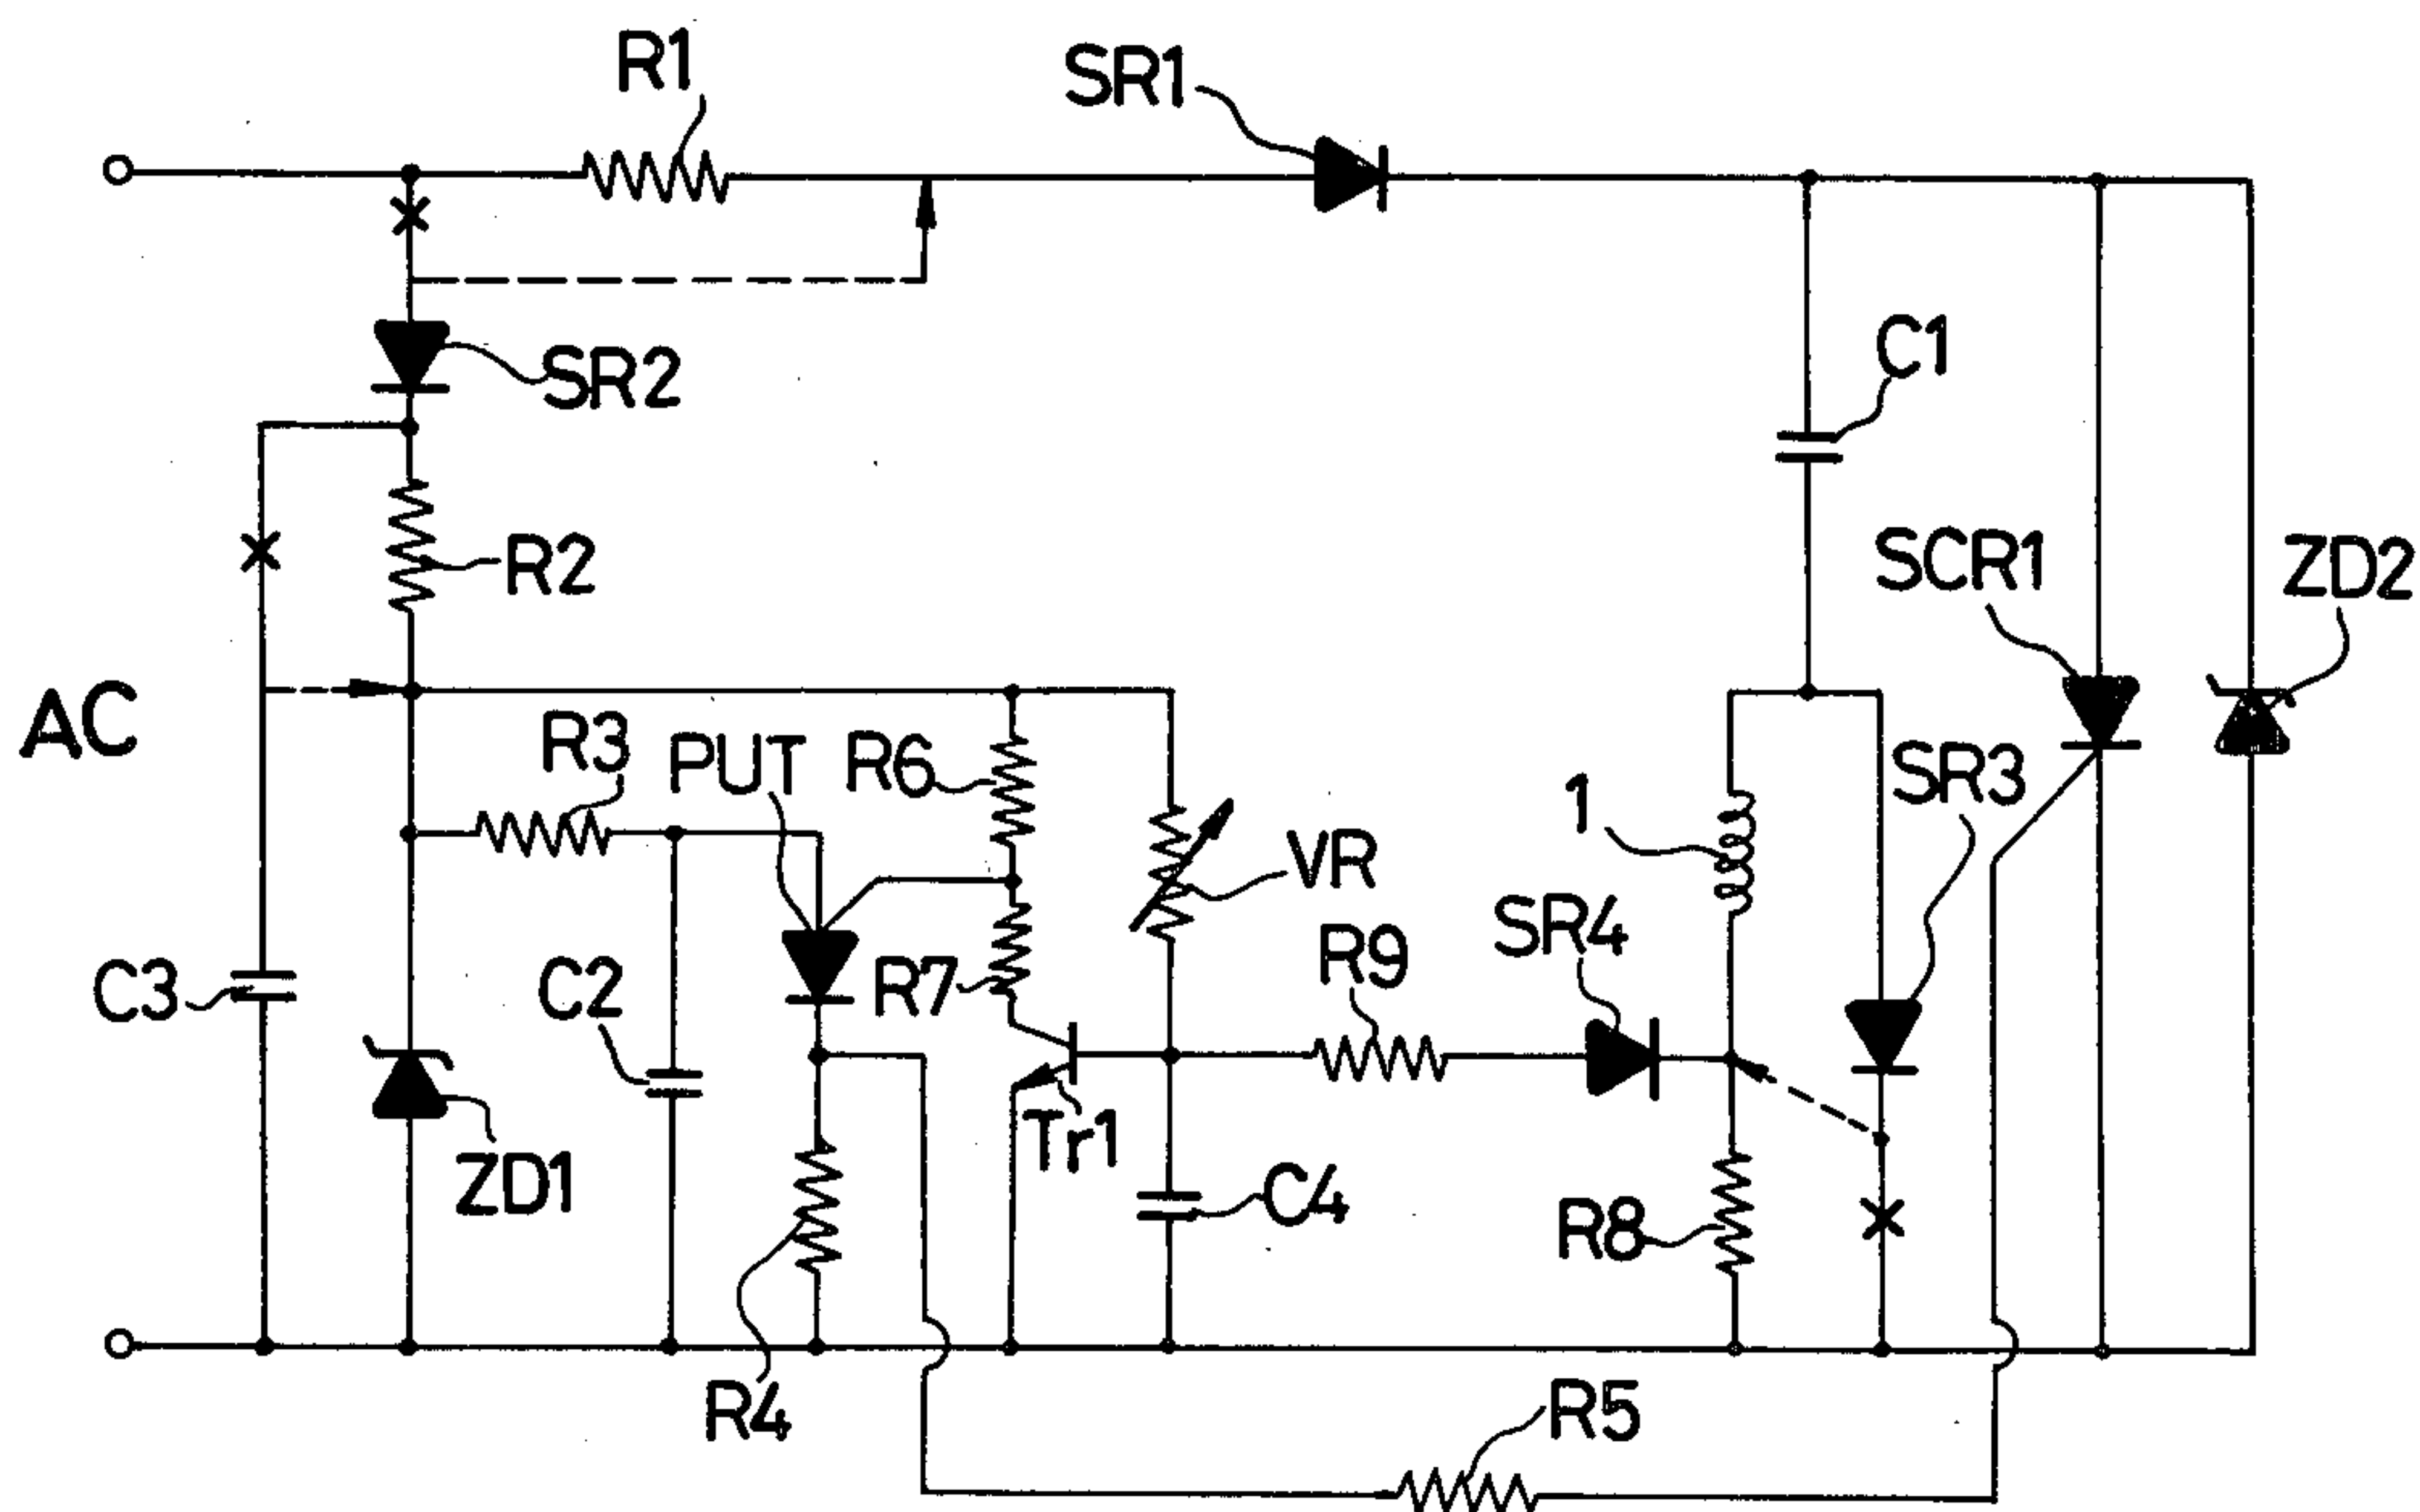 R1
SR1
SR2
C1
R2
SCR1
ZD2
AC
R3
PUT
R6
SR3
1
VR
SR4
R9
C3
C2
R7
Tr1
ZD1
C4
R8
R4
R5